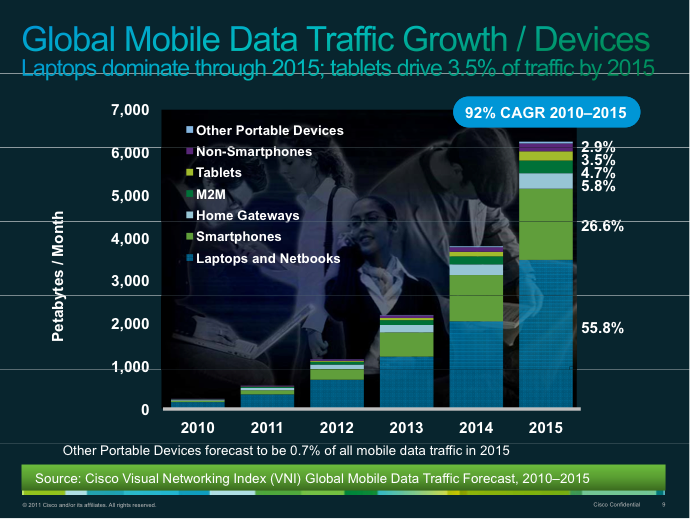 Global Mobile Data Traffic Growth / Devices
Laptops dominate through 2015; tablets drive 3.5% of traffic by 2015
92% CAGR 2010–2015
7,000
6,000
5,000
4,000
3,000
2,000
1,000
0
Petabytes / Month
Other Portable Devices
Non-Smartphones
Tablets
M2M
Home Gateways
Smartphones
Laptops and Netbooks
2.9%
3.5%
4.7%
5.8%
26.6%
55.8%
2010 2011 2012 2013 2014 2015
Other Portable Devices forecast to be 0.7% of all mobile data traffic in 2015
Source: Cisco Visual Networking Index (VNI) Global Mobile Data Traffic Forecast, 2010–2015
© 2011 Cisco and/or its affiliates. All rights reserved. Cisco Confidential 9